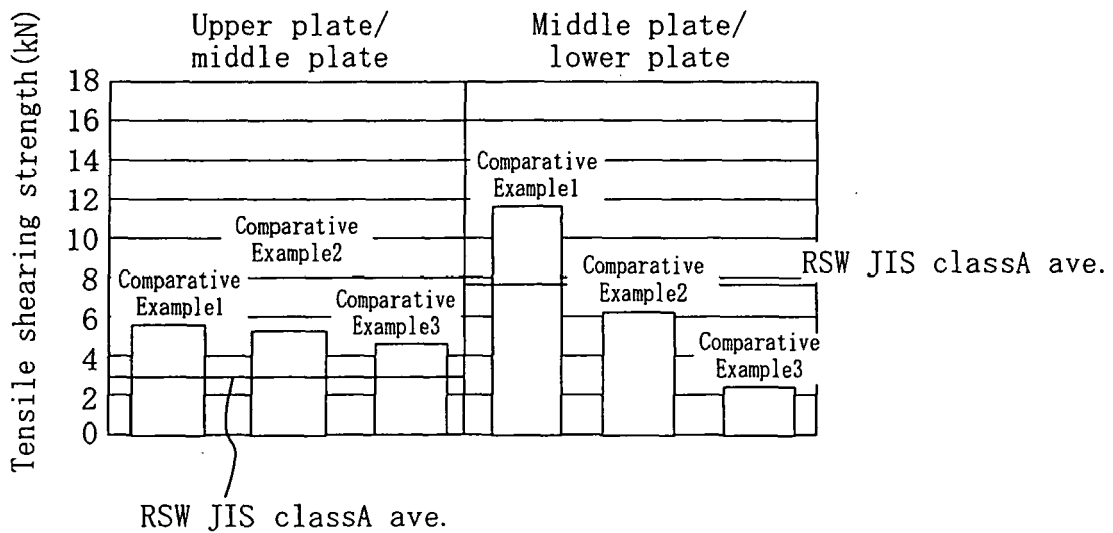 Tensile shearing strength(kN)
Upper plate/
middle plate
Middle plate/
lower plate
18
16
14
12
10
8
6
4
2
0
Comparative
Example1
Comparative
Example2
Comparative
Example3
Comparative
Example1
Comparative
Example2
Comparative
Example3
RSW JIS classA ave.
RSW JIS classA ave.